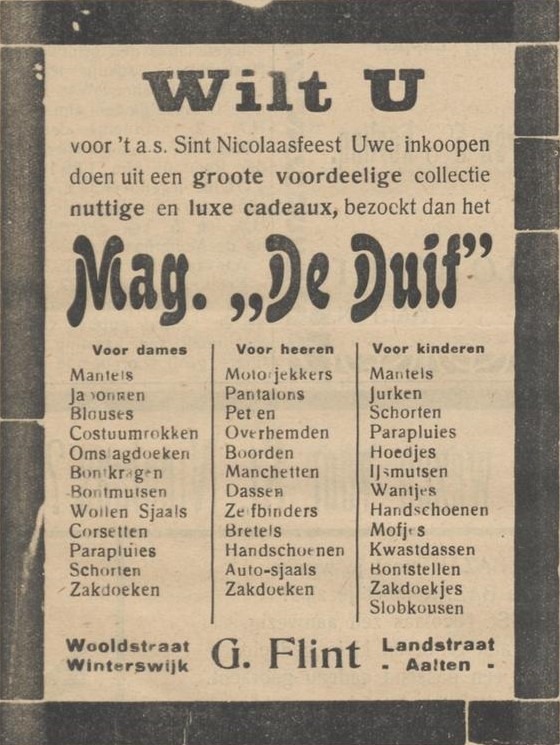 Wilt U
voor 't a.s. Sint Nicolaasfeest Uwe inkoopen
doen uit een groote voordeelige collectie
nuttige en luxe cadeaux, bezockt dan het
Mag. „De Duif”
Voor dames
Mantels
Japonnen
Blouses
Costuumrokken
Omslagdoeken
Bontkragen
Bontmutsen
Wollen Sjaals
Corsetten
Parapluies
Schorten
Zakdoeken
Voor heeren
Motorjekkers
Pantalons
Petten
Overhemden
Boorden
Manchetten
Dassen
Zelfbinders
Bretels
Handschoenen
Auto-sjaals
Zakdoeken
Voor kinderen
Mantels
Jurken
Schorten
Parapluies
Hoedjes
IJsmutsen
Wantjes
Handschoenen
Mofjes
Kwastdassen
Bontstellen
Zakdoekjes
Slobkousen
Wooldstraat
Winterswijk
G. Flint
Landstraat
- Aalten -